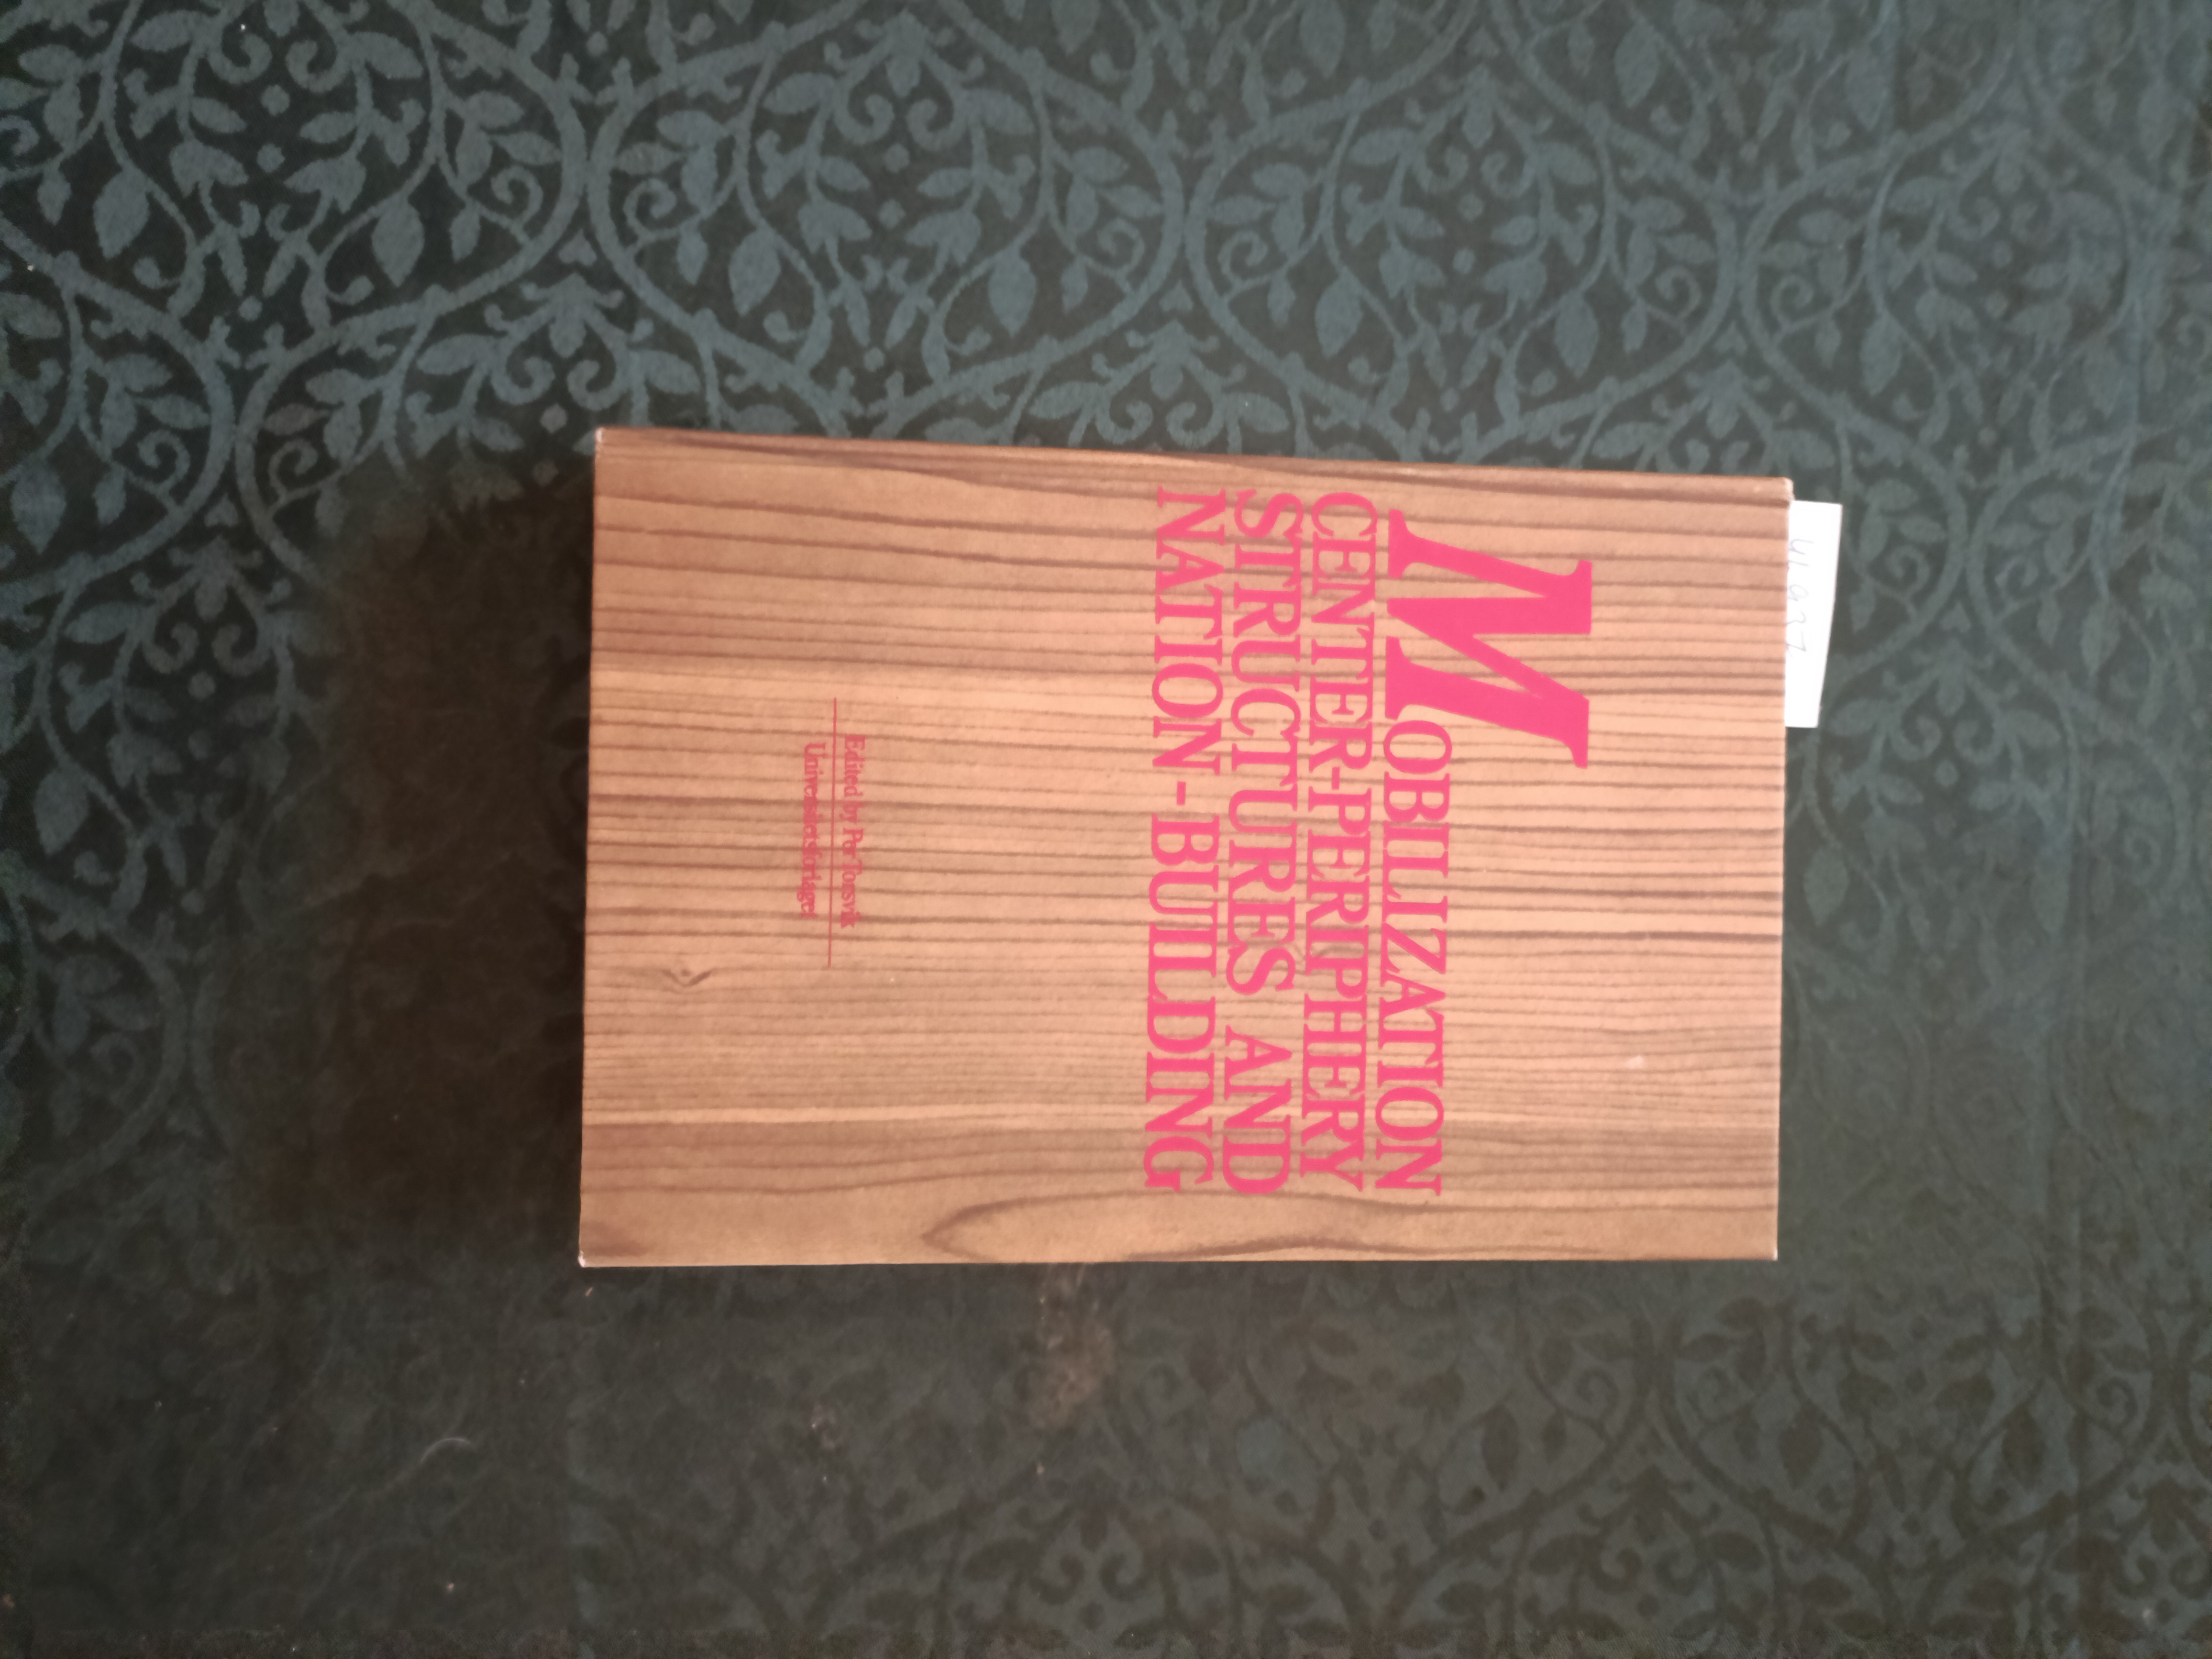 MOBILIZATION
CENTER-PERIPHERY
STRUCTURES AND
NATION-BUILDING
Edited by Per Torsvik
Universitetsforlaget